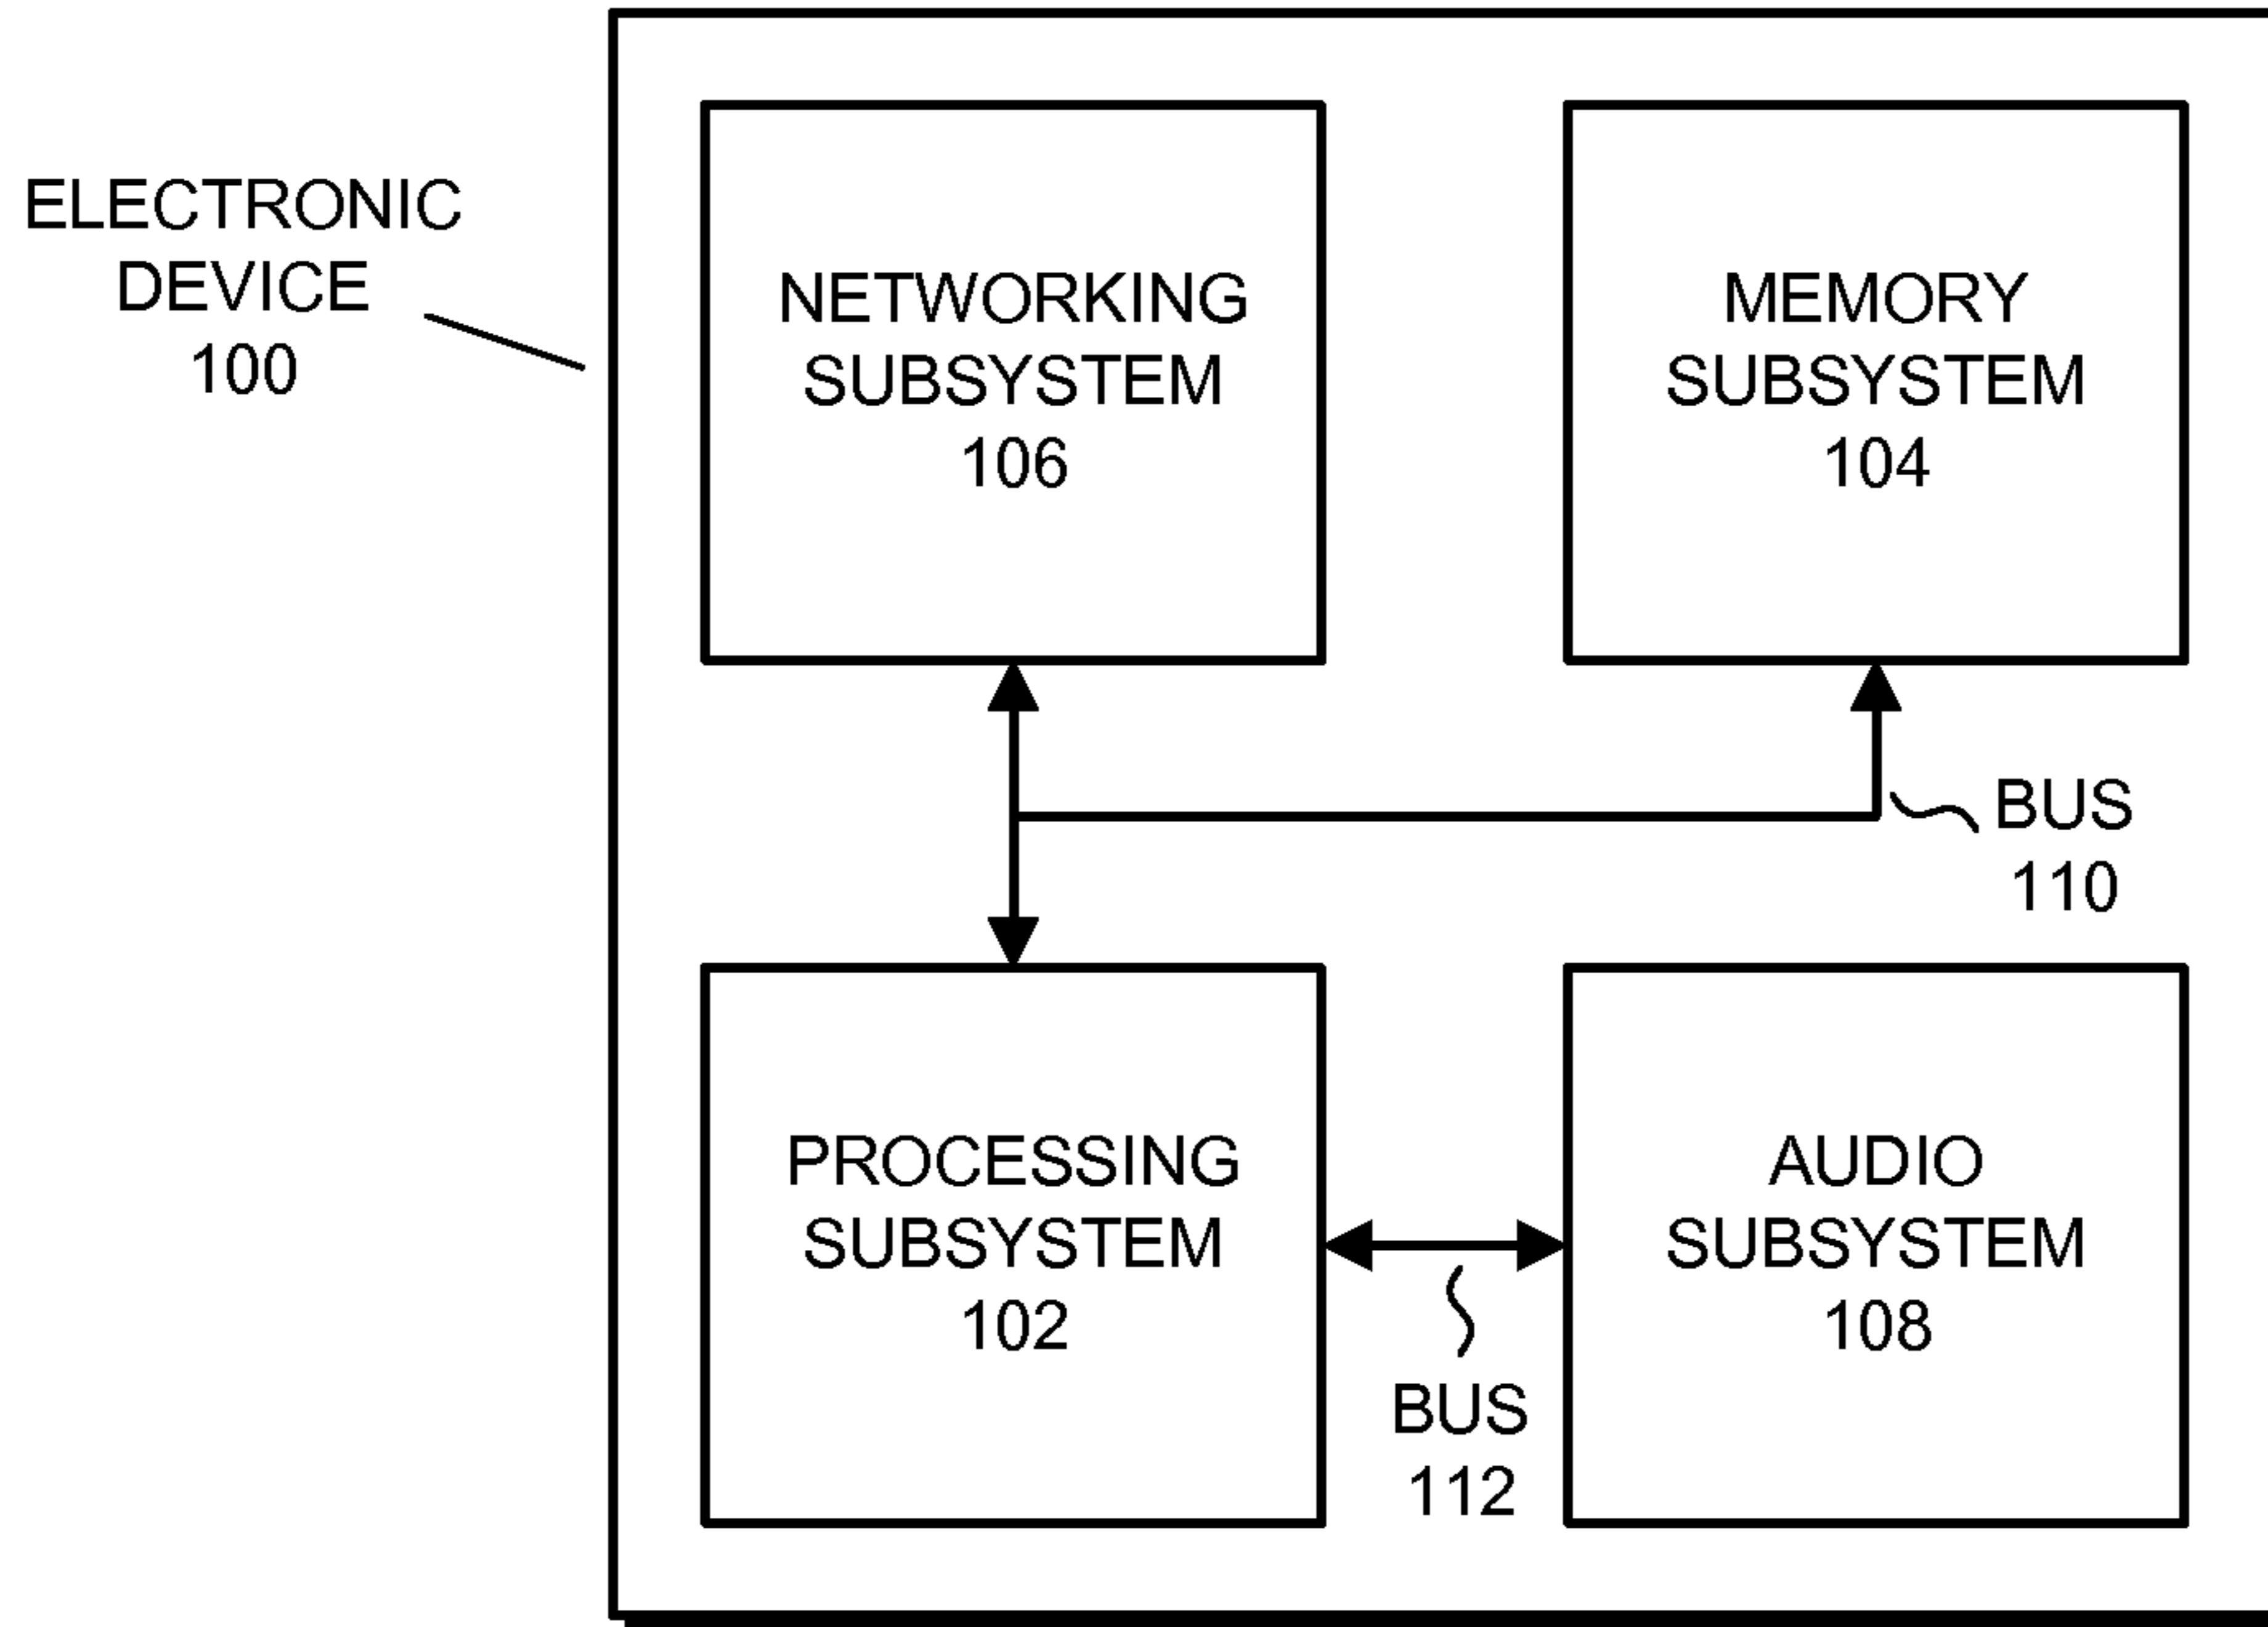 ELECTRONIC
DEVICE
100
NETWORKING
SUBSYSTEM
106
MEMORY
SUBSYSTEM
104
BUS
110
PROCESSING
SUBSYSTEM
102
AUDIO
SUBSYSTEM
108
BUS
112